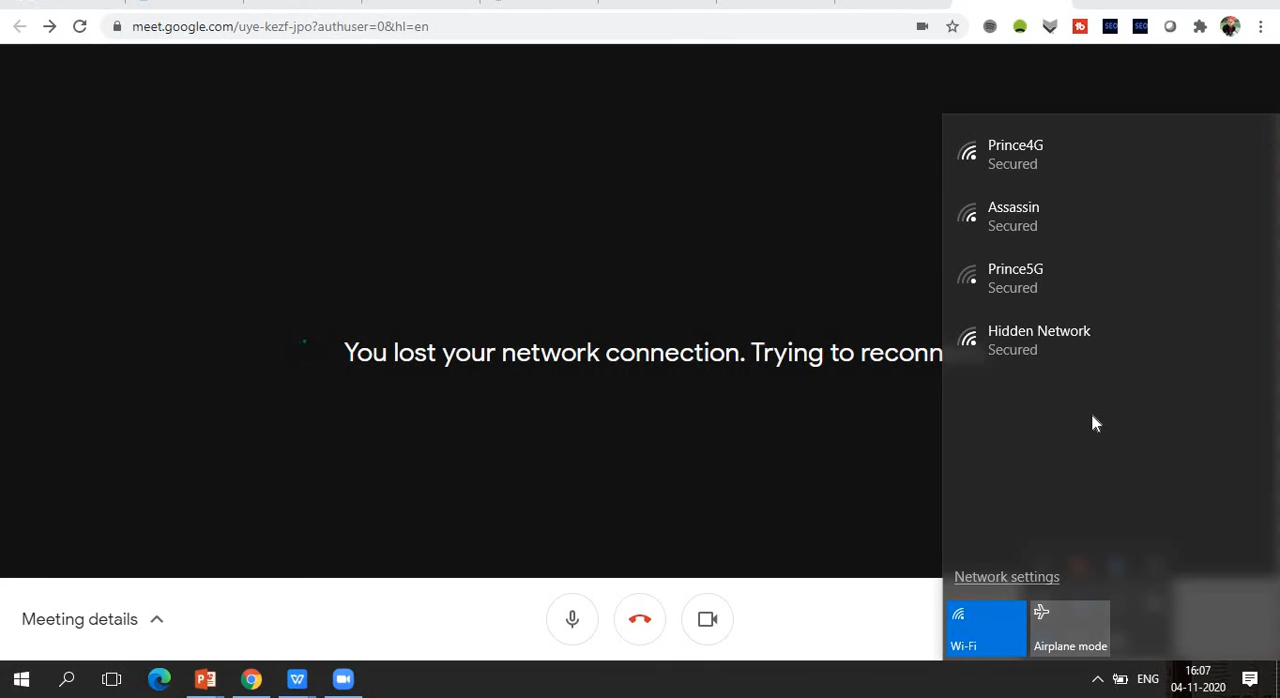 meet.google.com/uye-kezf-jpo?authuser=0&hl=en
SEO
SEO
Prince4G
Secured
Assassin
Secured
Prince5G
Secured
Hidden Network
Secured
You lost your network connection. Trying to reconn
Network settings
Meeting details
Wi-Fi
Airplane mode
ENG
16:07
04-11-2020